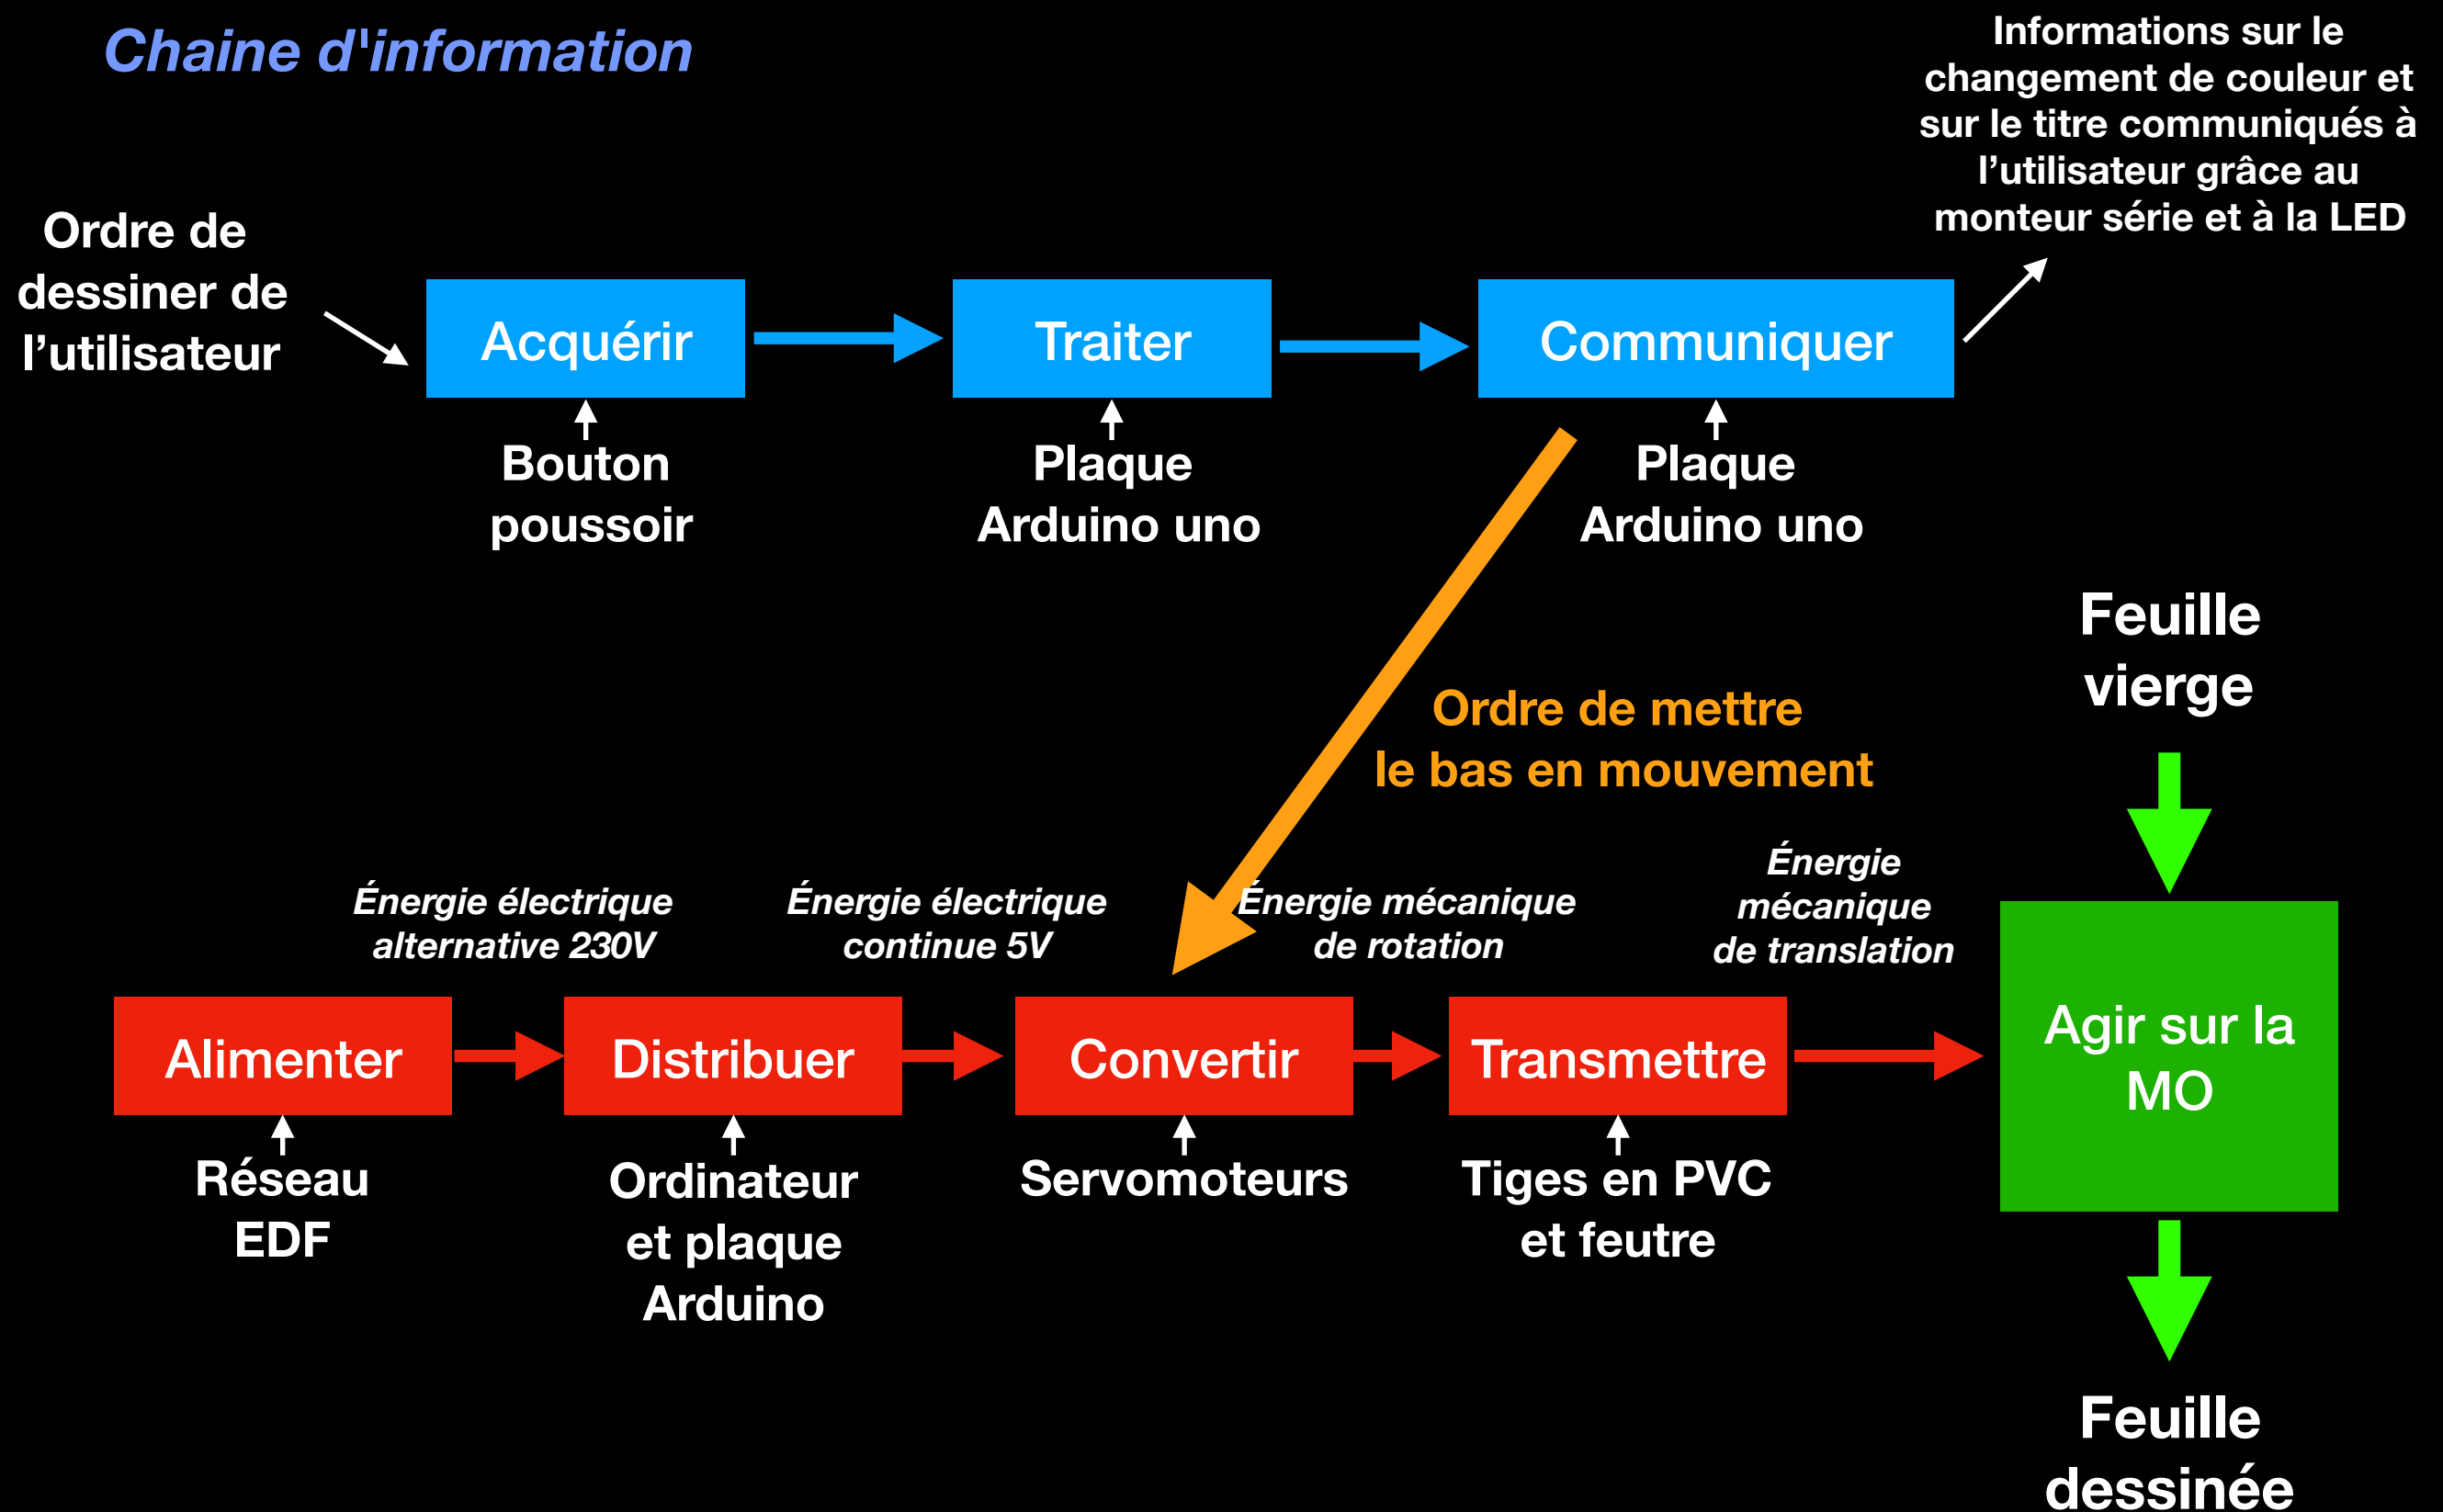 Chaine d'information
Informations sur le
changement de couleur et
sur le titre communiqués à
l’utilisateur grâce au
monteur série et à la LED
Ordre de
dessiner de
l’utilisateur
Acquérir
Traiter
Communiquer
Bouton
poussoir
Plaque
Arduino uno
Plaque
Arduino uno
Feuille
vierge
Ordre de mettre
le bas en mouvement
Énergie électrique
alternative 230V
Énergie électrique
continue 5V
Énergie mécanique
de rotation
Énergie
mécanique
de translation
Alimenter
Distribuer
Convertir
Transmettre
Agir sur la
MO
Réseau
EDF
Ordinateur
et plaque
Arduino
Servomoteurs
Tiges en PVC
et feutre
Feuille
dessinée